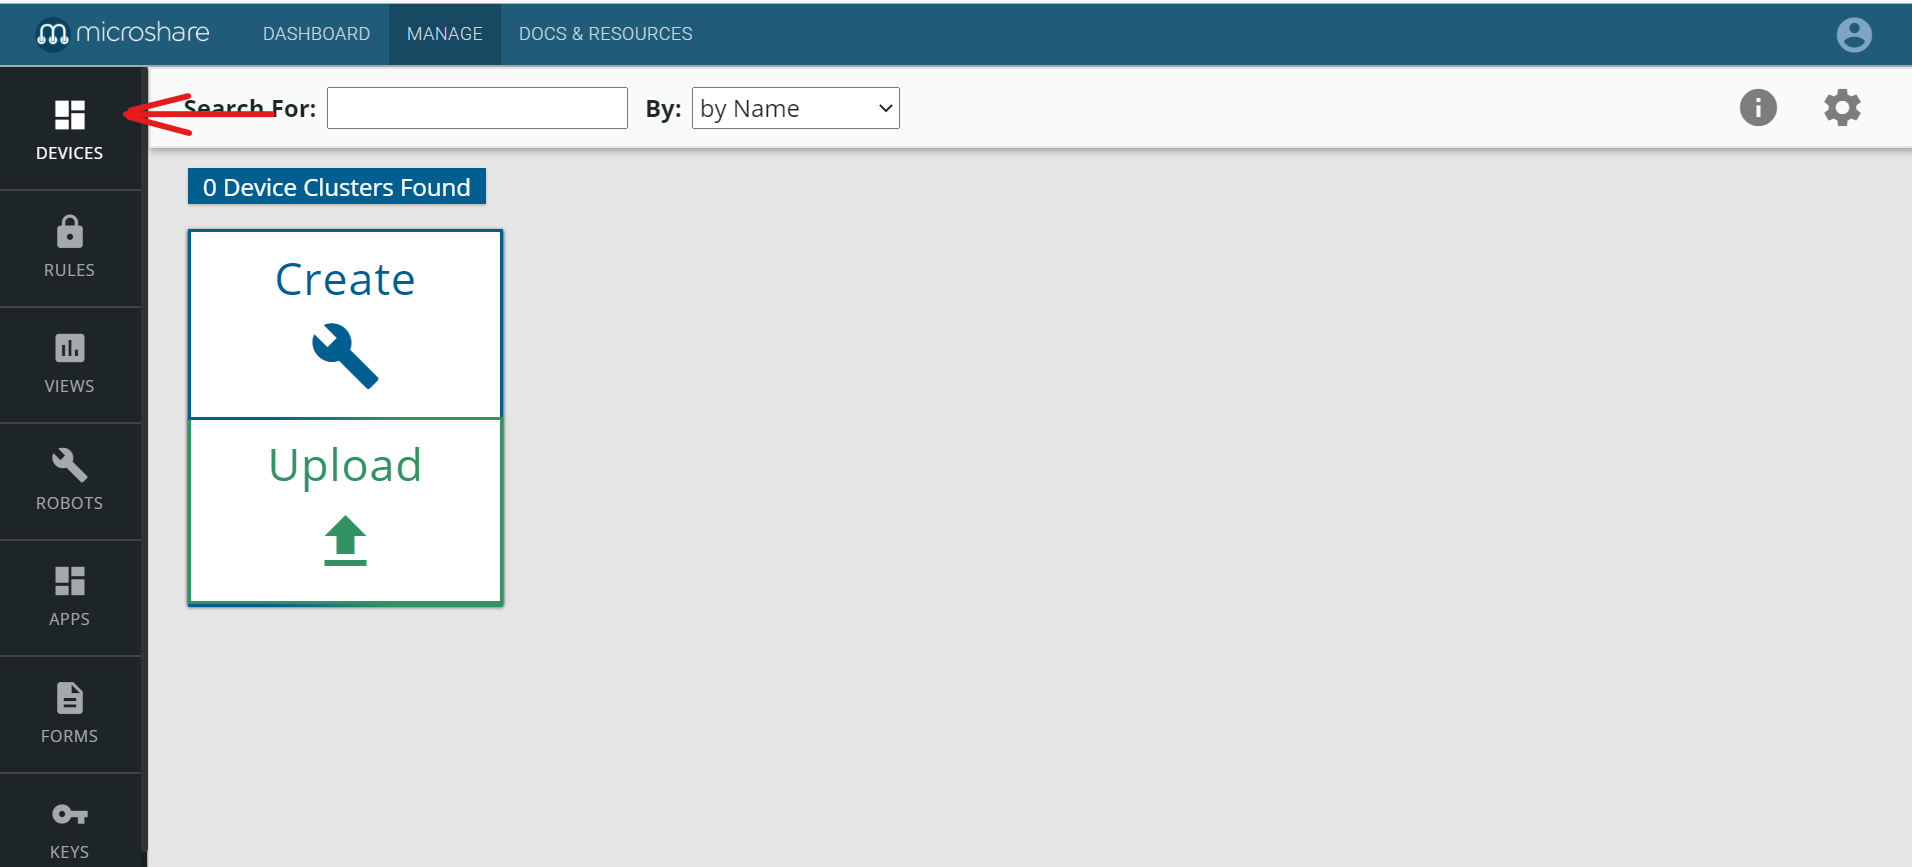 microshare
DASHBOARD
MANAGE
DOCS & RESOURCES
Search For:
By:
by Name
DEVICES
0 Device Clusters Found
RULES
Create
VIEWS
Upload
ROBOTS
APPS
FORMS
KEYS